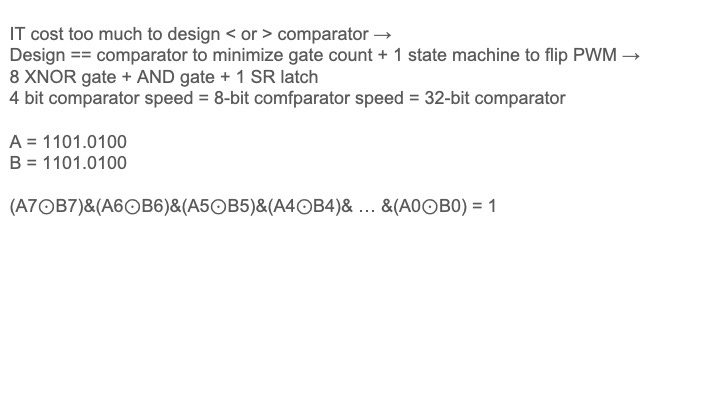 IT cost too much to design < or > comparator →
Design == comparator to minimize gate count + 1 state machine to flip PWM →
8 XNOR gate + AND gate + 1 SR latch
4 bit comparator speed = 8-bit comfparator speed = 32-bit comparator
A = 1101.0100
B = 1101.0100
(A7⊙B7)&(A6⊙B6)&(A5⊙B5)&(A4⊙B4)& … &(A0⊙B0) = 1